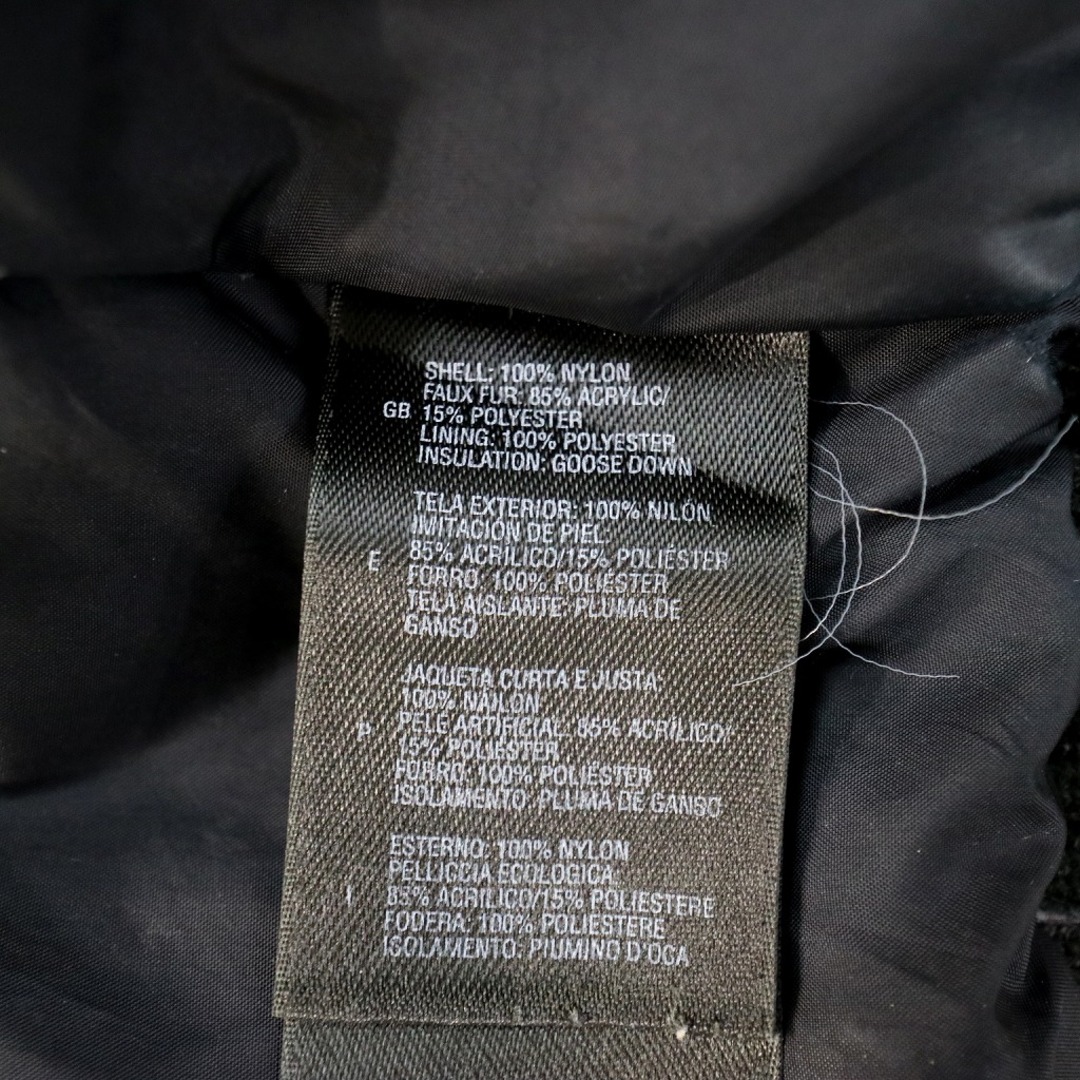 SHELL: 100% NYLON
FAUX FUR: 85% ACRYLIC/
GB 15% POLYESTER
LINING: 100% POLYESTER
INSULATION: GOOSE DOWN
TELA EXTERIOR: 100% NILÓN
IMITACIÓN DE PIEL:
E 85% ACRÍLICO/15% POLIÉSTER
FORRO: 100% POLIÉSTER
TELA AISLANTE: PLUMA DE
GANSO
JAQUETA CURTA E JUSTA:
100% NÁILON
P PELE ARTIFICIAL: 85% ACRÍLICO/
15% POLIÉSTER
FORRO: 100% POLIÉSTER
ISOLAMENTO: PLUMA DE GANSO
ESTERNO: 100% NYLON
PELLICCIA ECOLOGICA:
I 85% ACRILICO/15% POLIESTERE
FODERA: 100% POLIESTERE
ISOLAMENTO: PIUMINO D'OCA